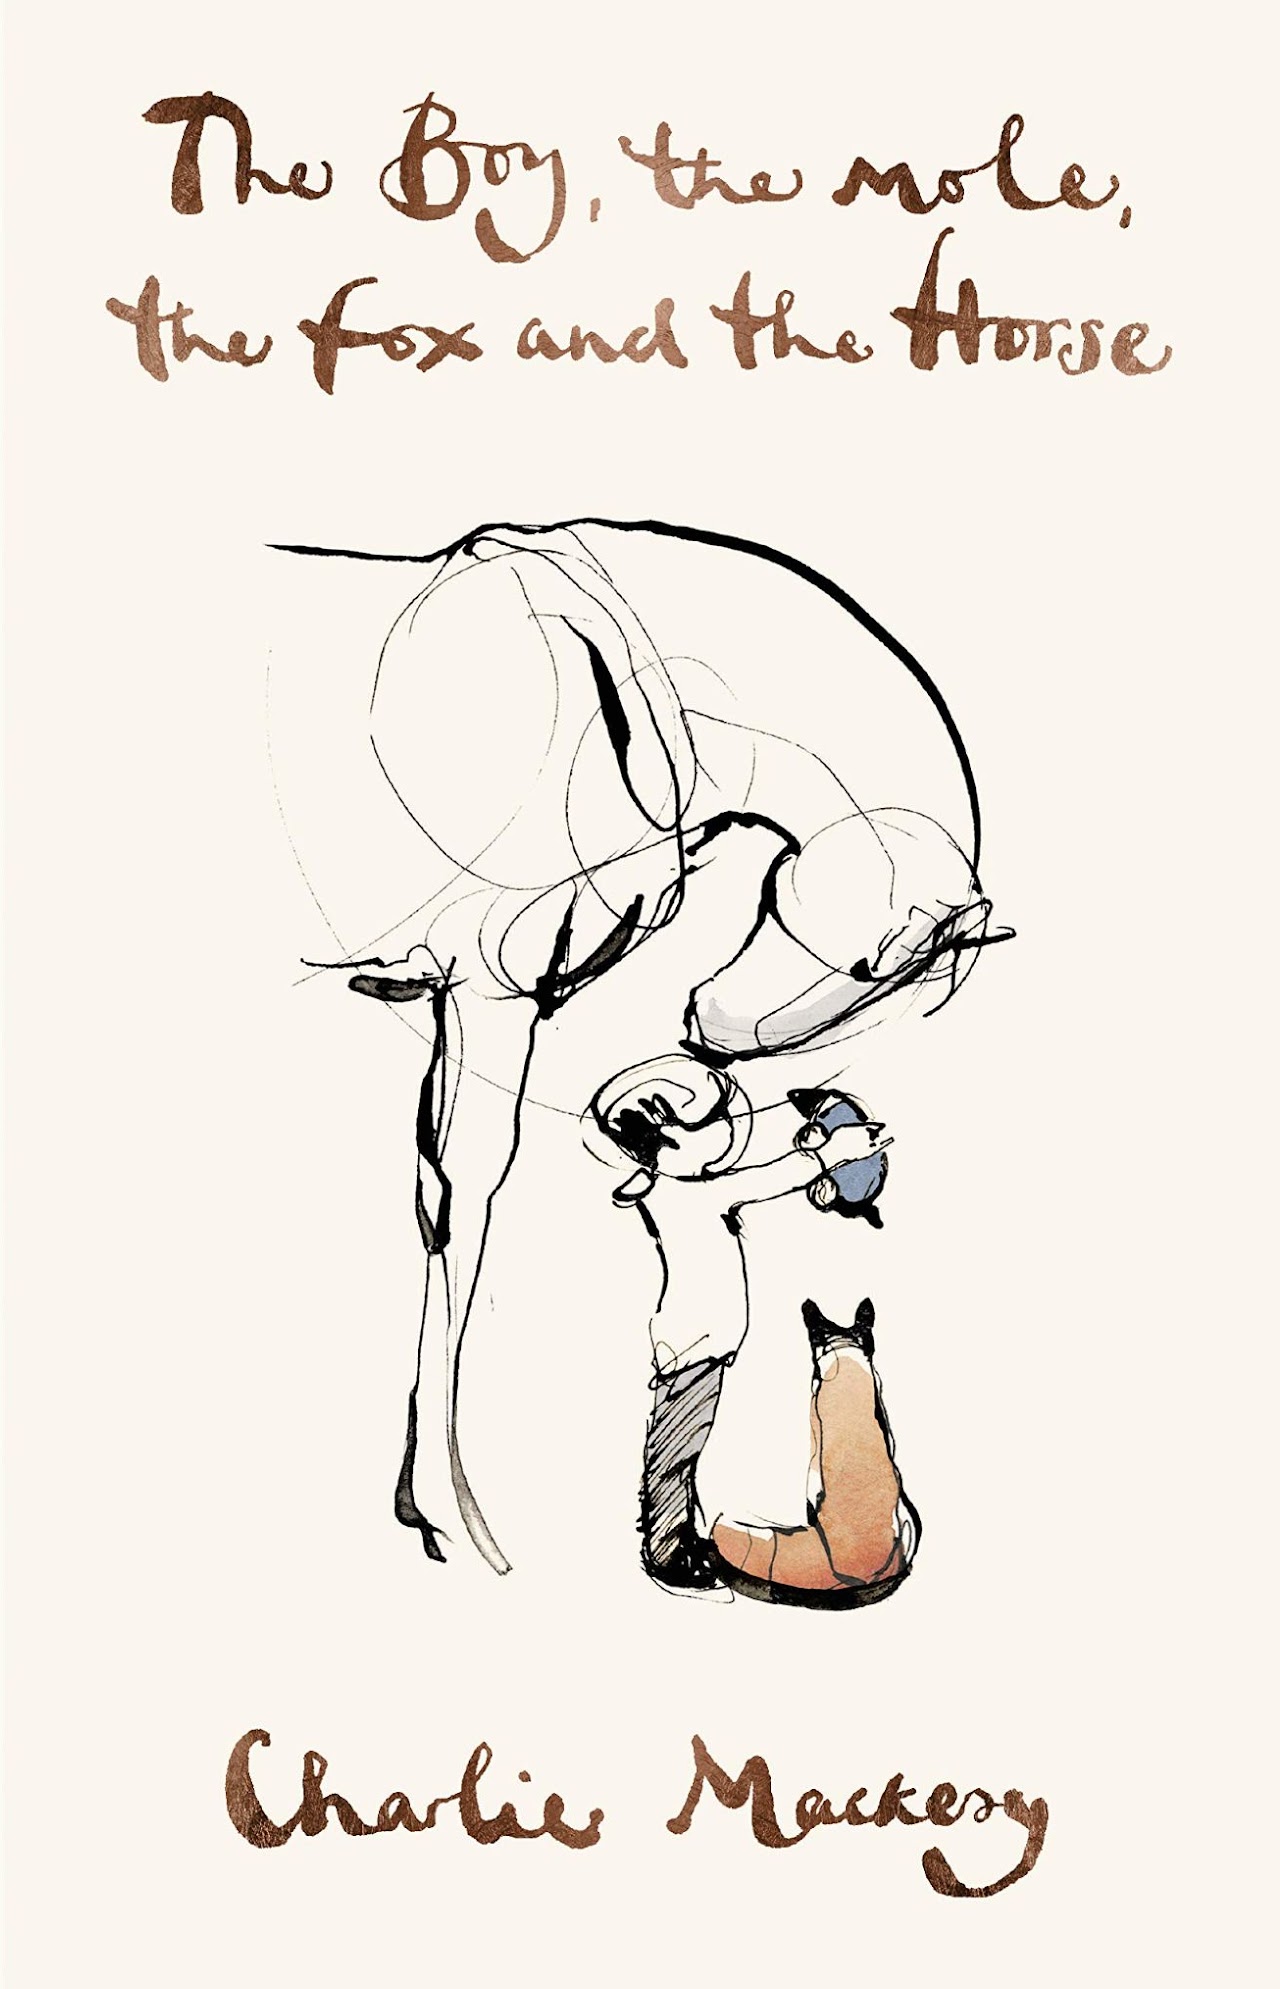 The Boy, the mole,
the fox and the Horse
Charlie Mackesy